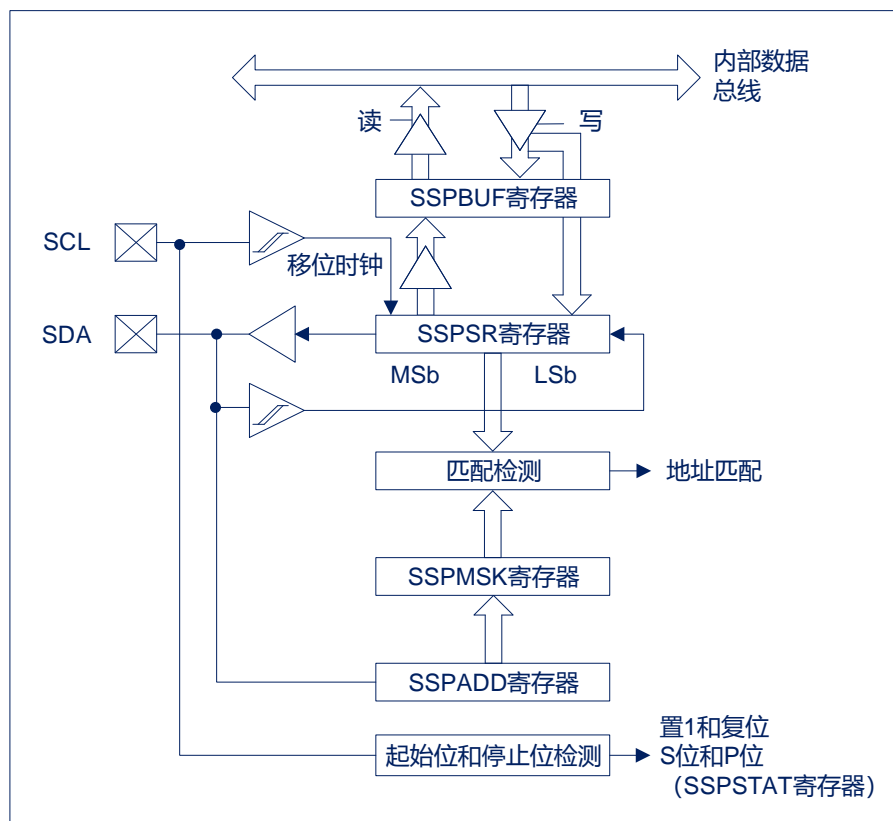 内部数据
总线
读
写
SSPBUF寄存器
SCL
移位时钟
SDA
SSPSR寄存器
MSb
LSb
匹配检测
地址匹配
SSPMSK寄存器
SSPADD寄存器
起始位和停止位检测
置1和复位
S位和P位
（SSPSTAT寄存器）